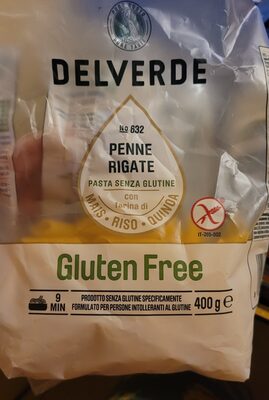 DELVERDE
No 632
PENNE
RIGATE
PASTA SENZA GLUTINE
con
farina di
MAIS • RISO • QUINOA
Gluten Free
9
MIN
PRODOTTO SENZA GLUTINE SPECIFICAMENTE
FORMULATO PER PERSONE INTOLLERANTI AL GLUTINE
400 g e